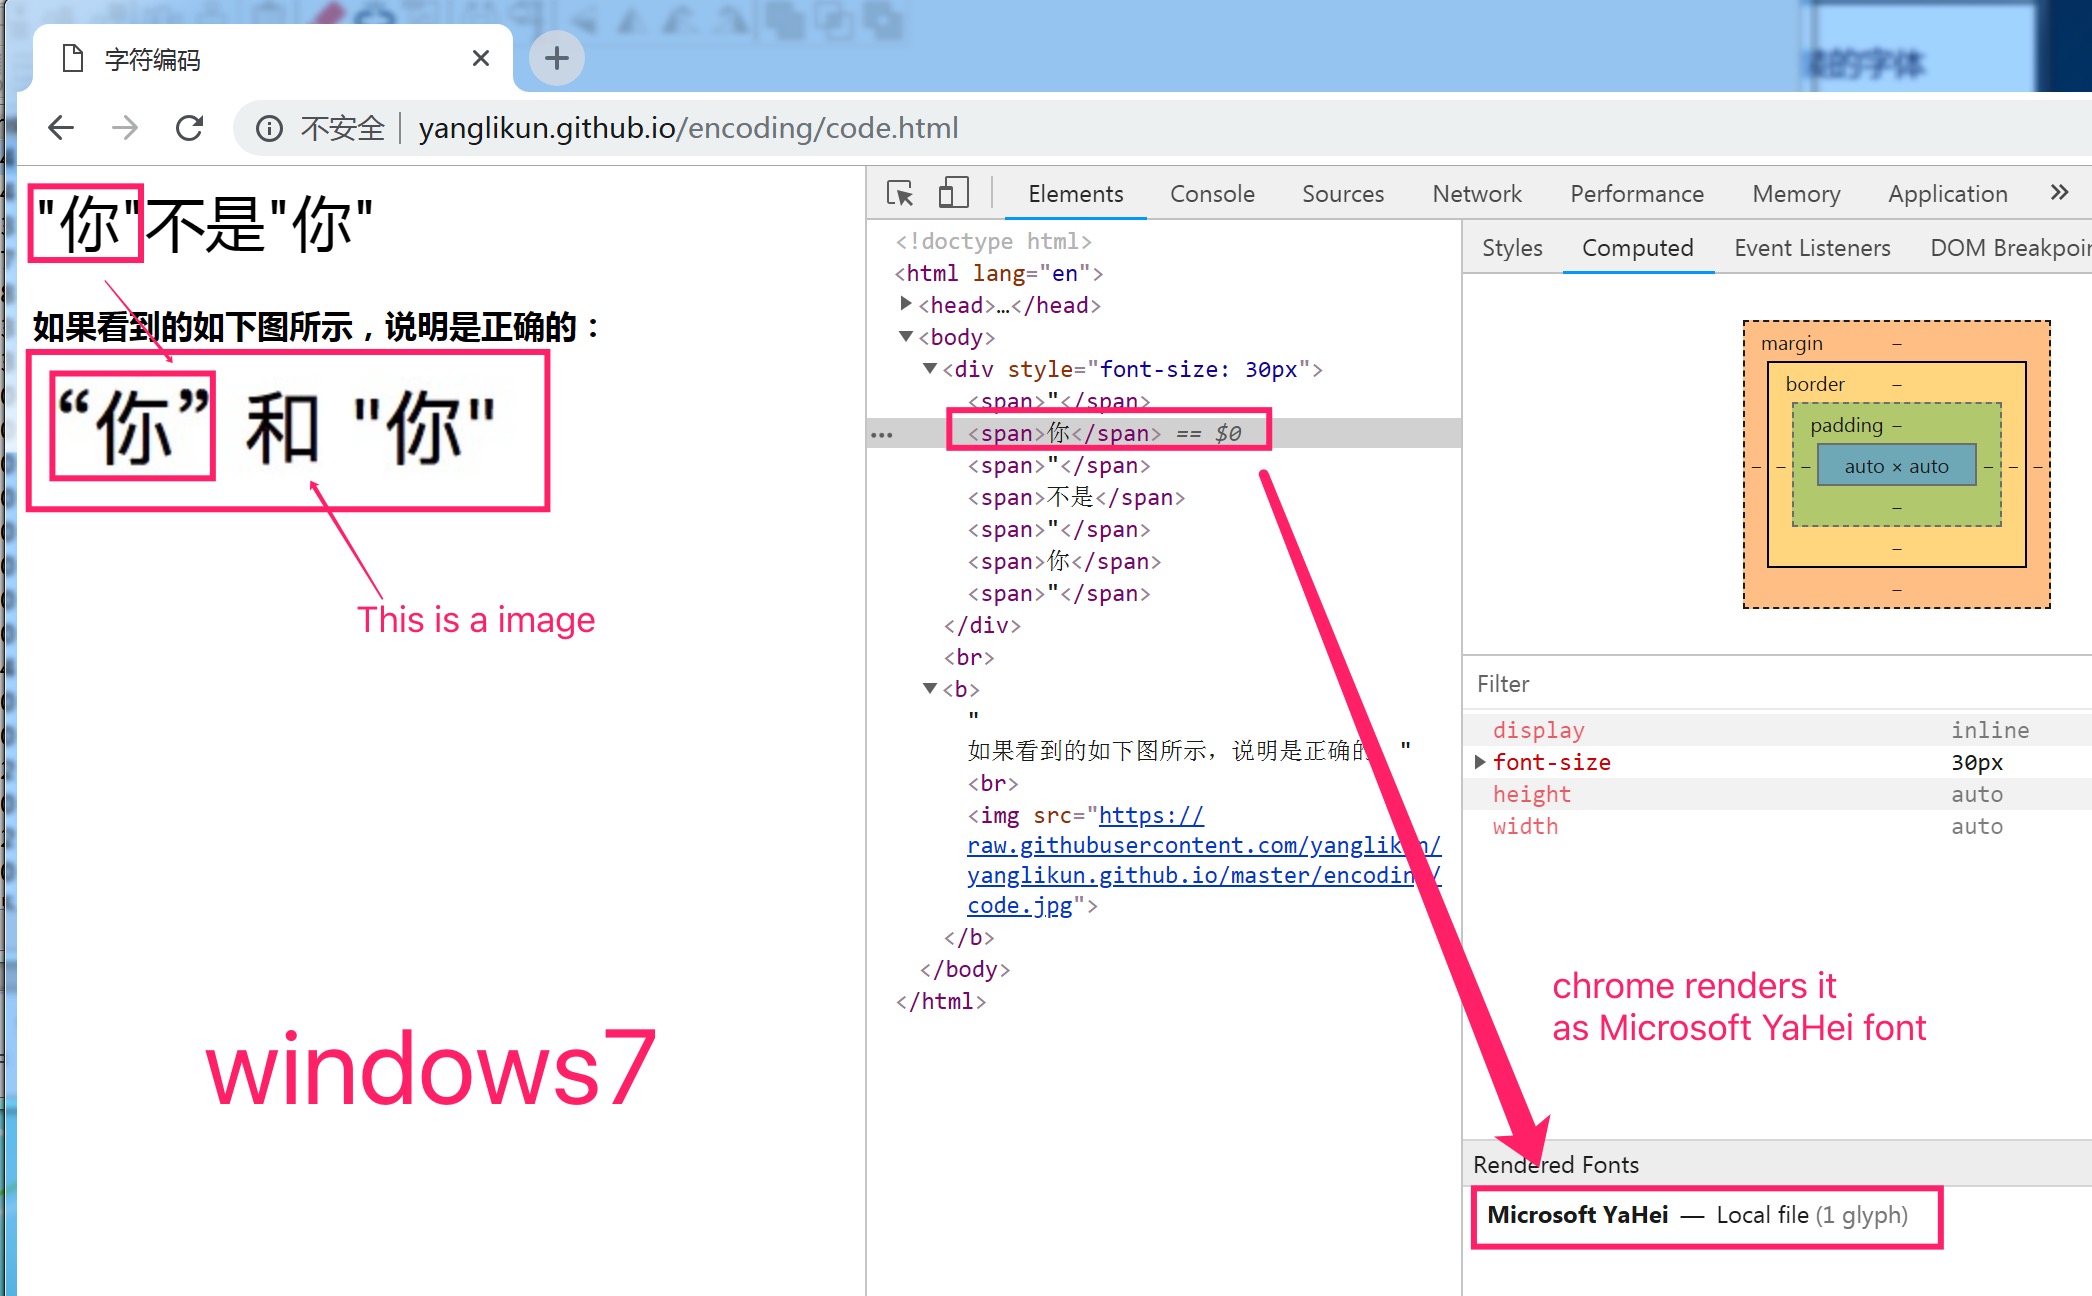 的字体
字符编码
不安全 yanglikun.github.io/encoding/code.html
"你"不是"你"
如果看到的如下图所示，说明是正确的：
“你” 和 "你"
This is a image
windows7
Elements Console Sources Network Performance Memory Application
<!doctype html>
<html lang="en">
<head>…</head>
<body>
<div style="font-size: 30px">
<span>"</span>
<span>你</span> == $0
<span>"</span>
<span>不是</span>
<span>"</span>
<span>你</span>
<span>"</span>
</div>
<br>
<b>
"
如果看到的如下图所示，说明是正确的 "
<br>
<img src="https://
raw.githubusercontent.com/yanglikun/
yanglikun.github.io/master/encoding/
code.jpg">
</b>
</body>
</html>
Styles Computed Event Listeners DOM Breakpoin
margin –
border –
padding –
– – – auto × auto – – –
–
–
–
Filter
display inline
font-size 30px
height auto
width auto
chrome renders it
as Microsoft YaHei font
Rendered Fonts
Microsoft YaHei — Local file (1 glyph)